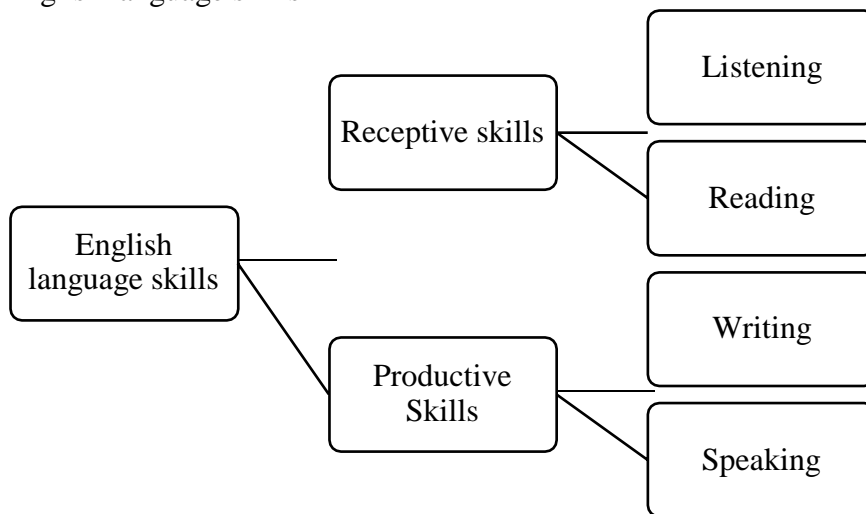 Listening
Receptive skills
Reading
English
language skills
Writing
Productive
Skills
Speaking